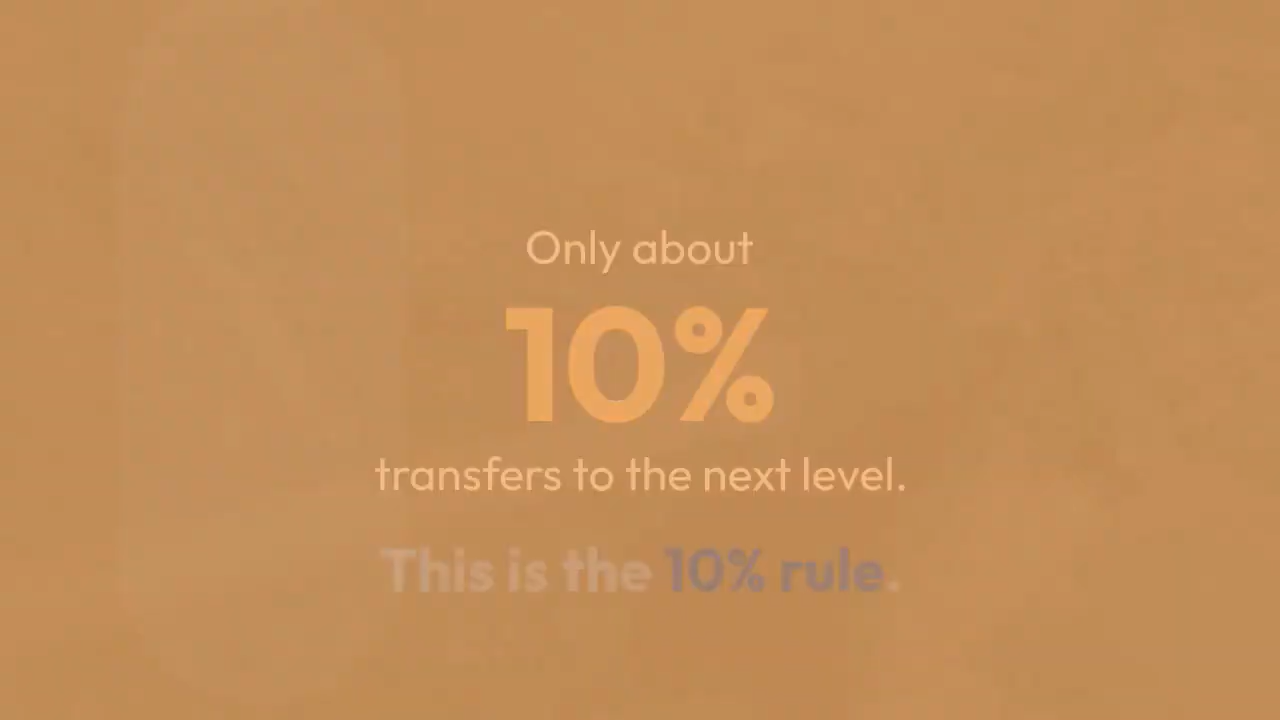 Only about
10%
transfers to the next level.
This is the 10% rule.